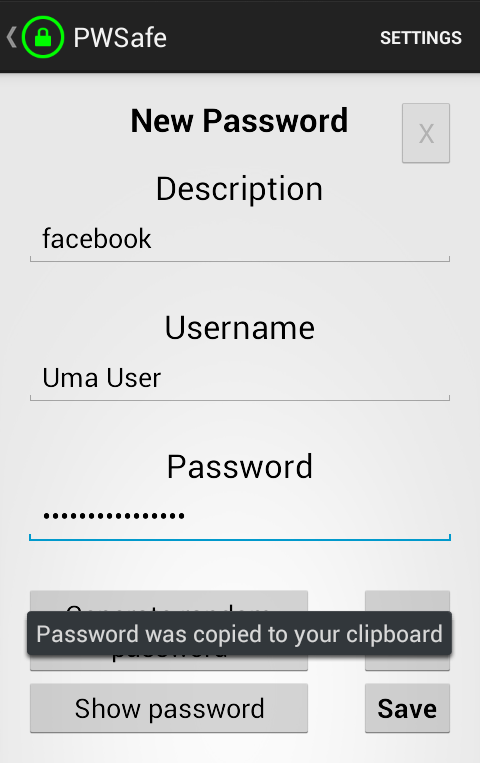 PWSafe
SETTINGS
New Password
X
Description
facebook
Username
Uma User
Password
••••••••••••••••
Password was copied to your clipboard
password
Show password
Save